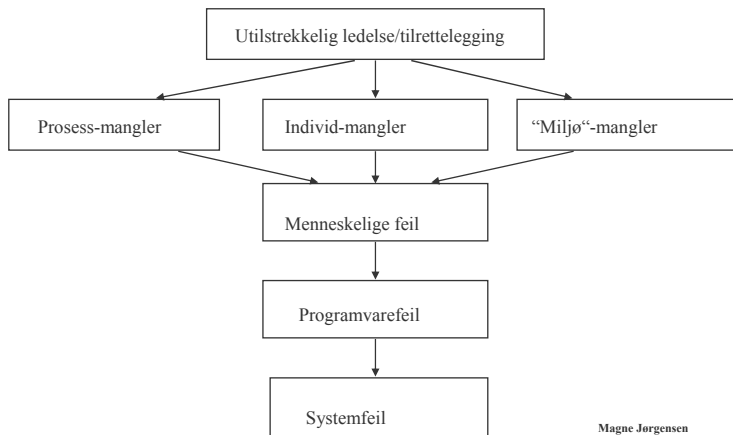 Utilstrekkelig ledelse/tilrettelegging
Prosess-mangler
Individ-mangler
“Miljø“-mangler
Menneskelige feil
Programvarefeil
Systemfeil
Magne Jørgensen